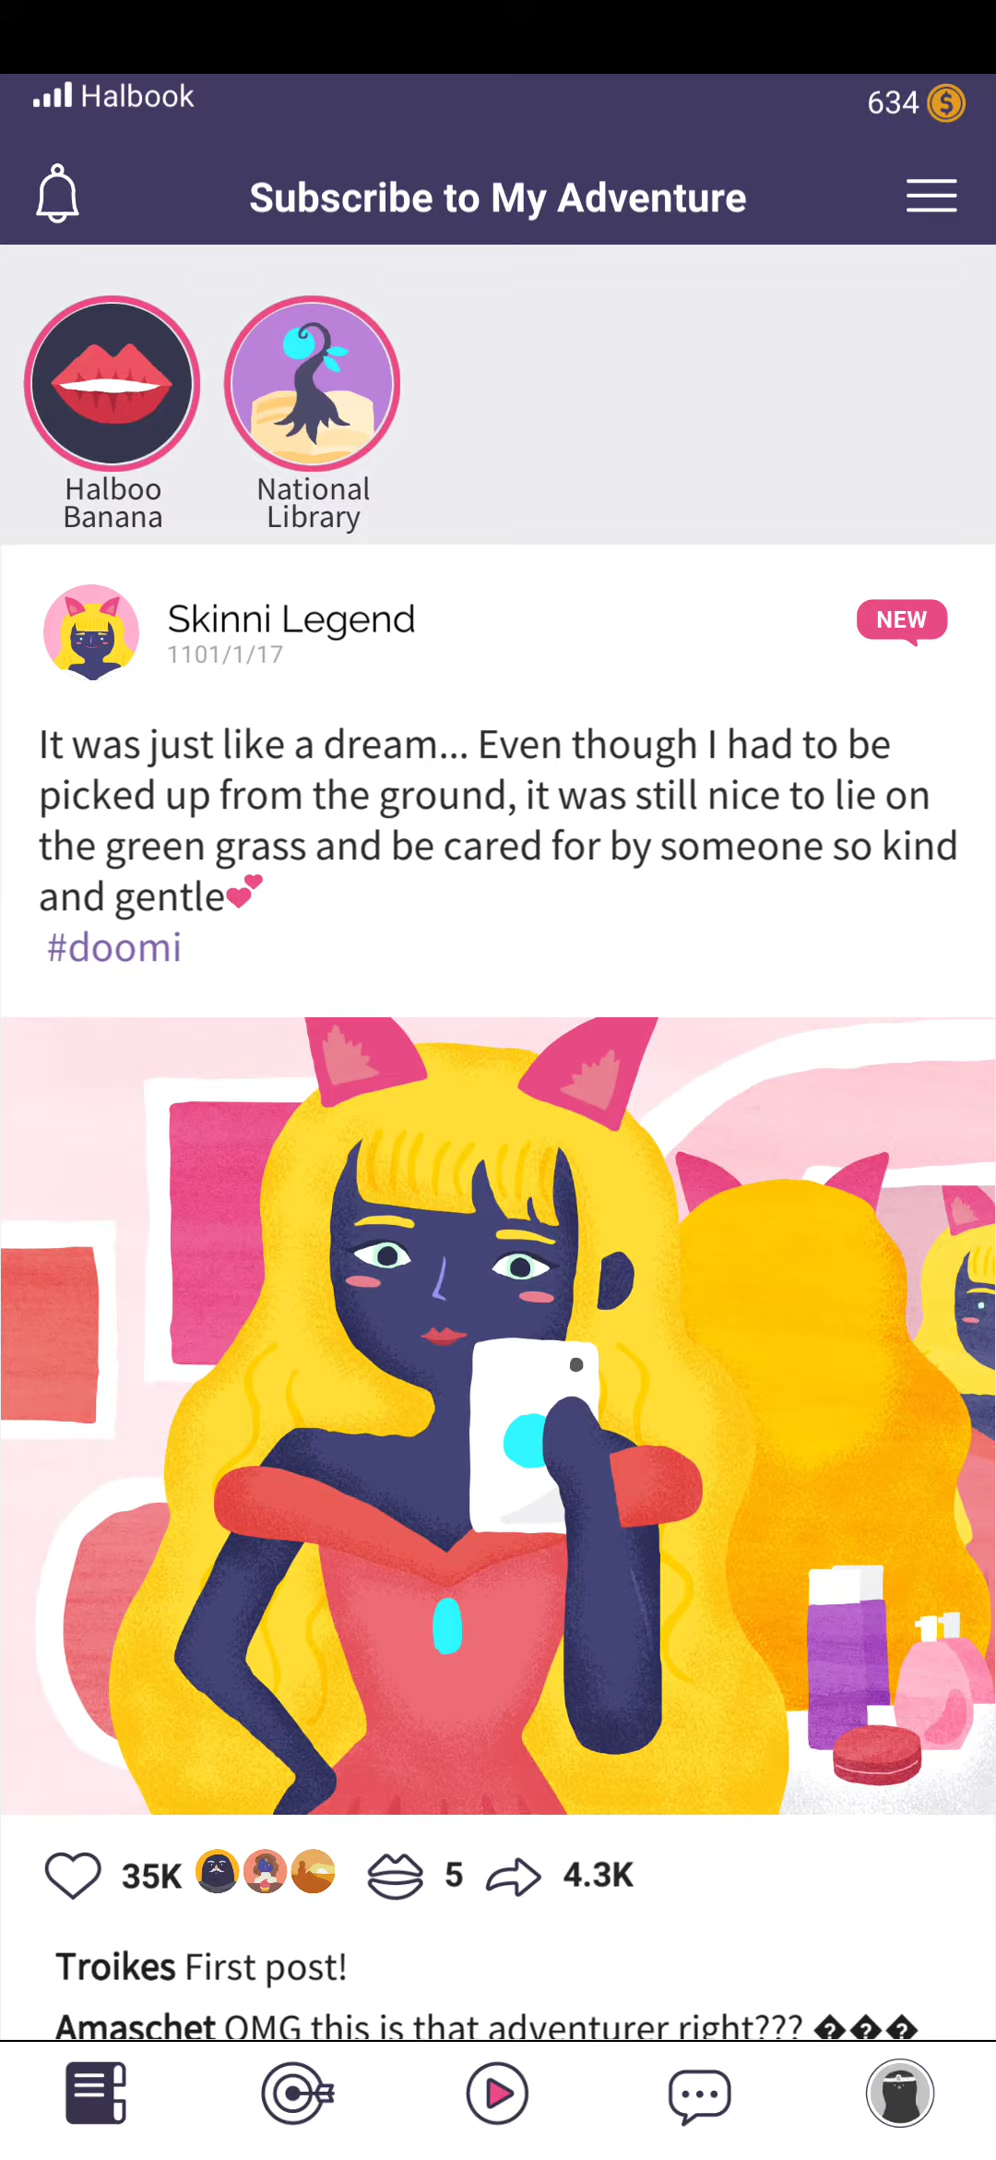 Halbook
634
Subscribe to My Adventure
Halboo
Banana
National
Library
Skinni Legend
1101/1/17
NEW
It was just like a dream... Even though I had to be
picked up from the ground, it was still nice to lie on
the green grass and be cared for by someone so kind
and gentle💕
#doomi
35K
5
4.3K
Troikes First post!
Amaschet OMG this is that adventurer right??? ���